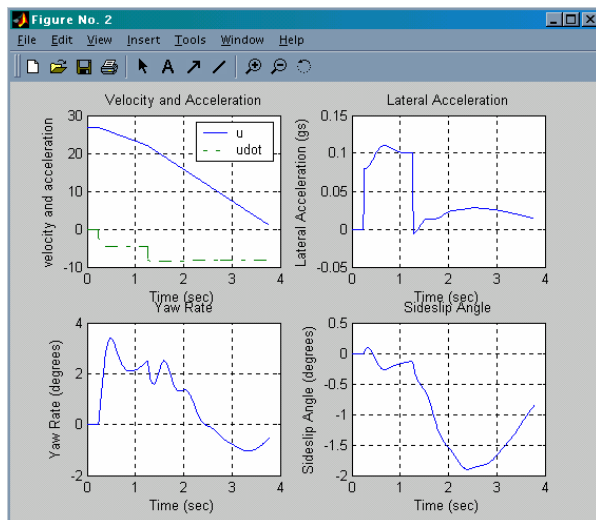 Figure No. 2
File Edit View Insert Tools Window Help
A
Velocity and Acceleration
velocity and acceleration
30
20
10
0
-10
u
udot
0 1 2 3 4
Time (sec)
Lateral Acceleration
Lateral Acceleration (gs)
0.15
0.1
0.05
0
-0.05
0 1 2 3 4
Time (sec)
Yaw Rate
Yaw Rate (degrees)
4
2
0
-2
0 1 2 3 4
Time (sec)
Sideslip Angle
Sideslip Angle (degrees)
0.5
0
-0.5
-1
-1.5
-2
0 1 2 3 4
Time (sec)